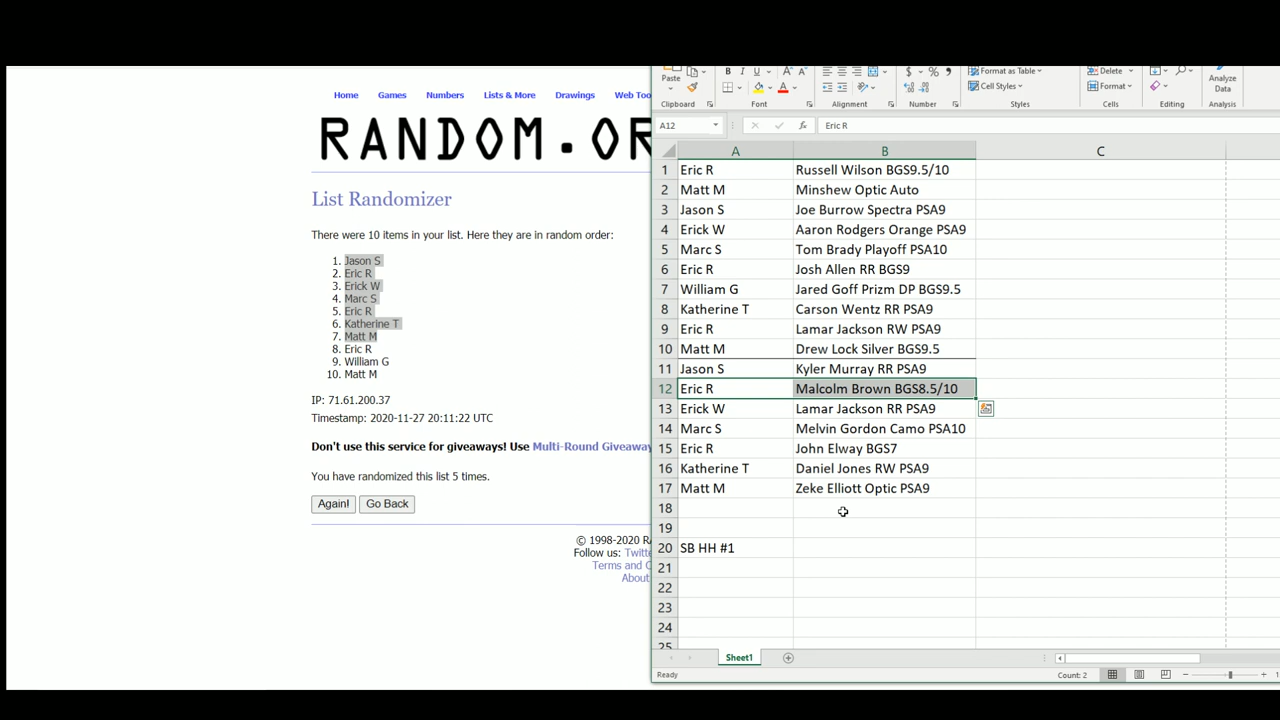 Home Games Numbers Lists & More Drawings Web Too
RANDOM.OR
List Randomizer
There were 10 items in your list. Here they are in random order:
1. Jason S
2. Eric R
3. Erick W
4. Marc S
5. Eric R
6. Katherine T
7. Matt M
8. Eric R
9. William G
10. Matt M
IP: 71.61.200.37
Timestamp: 2020-11-27 20:11:22 UTC
Don't use this service for giveaways! Use Multi-Round Giveaway
You have randomized this list 5 times.
Again! Go Back
© 1998-2020 RA
Follow us: Twitte
Terms and C
About
Paste B I U A A $ % Format as Table Delete Analyze
Cell Styles Format Data
Clipboard Font Alignment Number Styles Cells Editing Analysis
A12 fx Eric R
A B C
1 Eric R Russell Wilson BGS9.5/10
2 Matt M Minshew Optic Auto
3 Jason S Joe Burrow Spectra PSA9
4 Erick W Aaron Rodgers Orange PSA9
5 Marc S Tom Brady Playoff PSA10
6 Eric R Josh Allen RR BGS9
7 William G Jared Goff Prizm DP BGS9.5
8 Katherine T Carson Wentz RR PSA9
9 Eric R Lamar Jackson RW PSA9
10 Matt M Drew Lock Silver BGS9.5
11 Jason S Kyler Murray RR PSA9
12 Eric R Malcolm Brown BGS8.5/10
13 Erick W Lamar Jackson RR PSA9
14 Marc S Melvin Gordon Camo PSA10
15 Eric R John Elway BGS7
16 Katherine T Daniel Jones RW PSA9
17 Matt M Zeke Elliott Optic PSA9
18
19
20 SB HH #1
21
22
23
24
25
Sheet1
Ready Count: 2